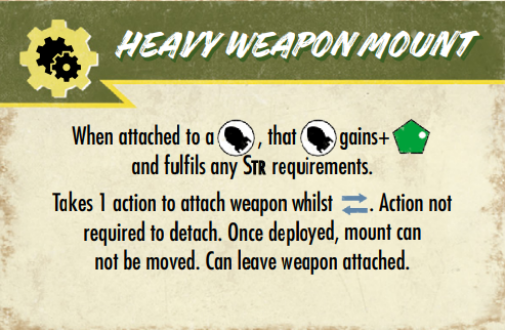 HEAVY WEAPON MOUNT
When attached to a , that gains+
and fulfils any STR requirements.
Takes 1 action to attach weapon whilst . Action not
required to detach. Once deployed, mount can
not be moved. Can leave weapon attached.